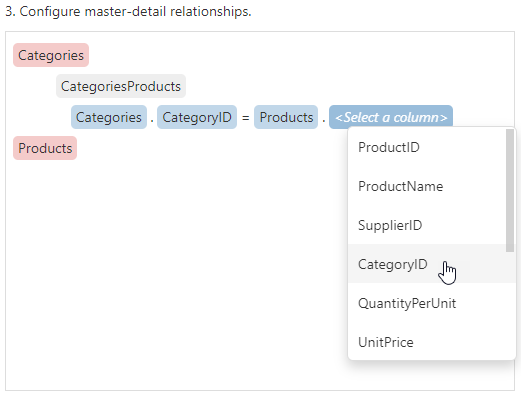 3. Configure master-detail relationships.
Categories
CategoriesProducts
Categories . CategoryID = Products . <Select a column>
Products
ProductID
ProductName
SupplierID
CategoryID
QuantityPerUnit
UnitPrice